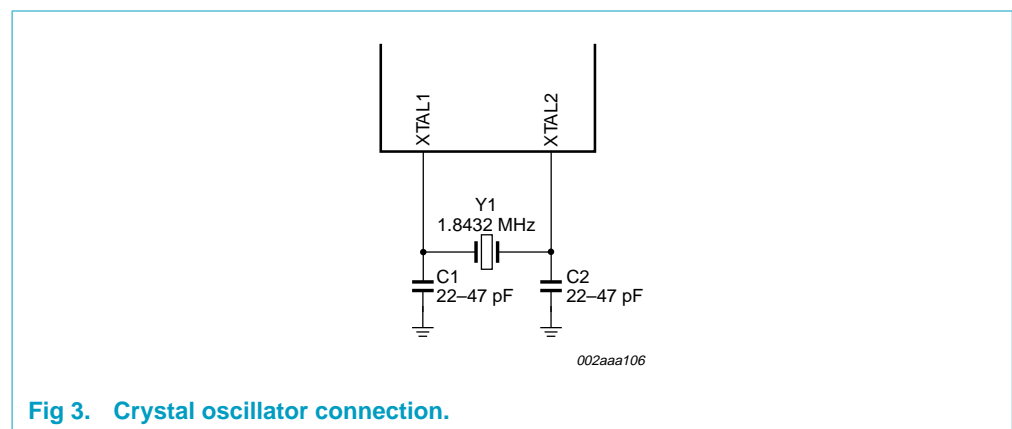 XTAL1
XTAL2
Y1
1.8432 MHz
C1
22–47 pF
C2
22–47 pF
002aaa106
Fig 3. Crystal oscillator connection.